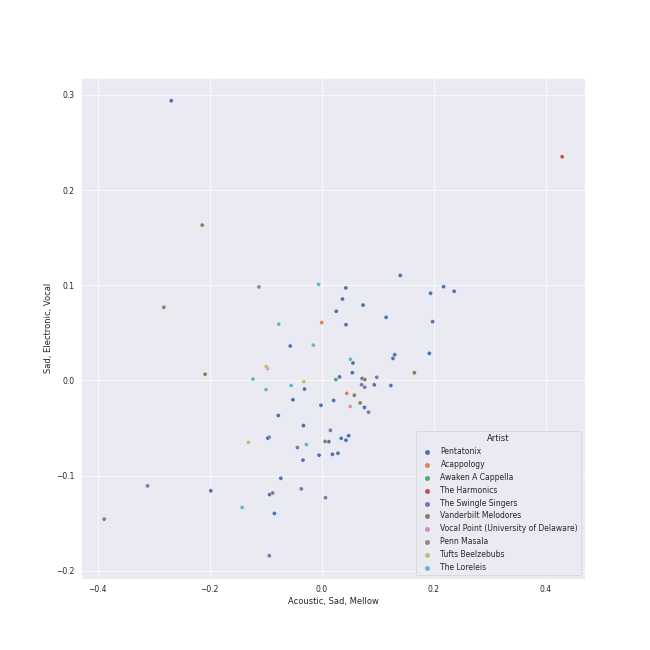 0.3
0.2
0.1
0.0
−0.1
−0.2
Sad, Electronic, Vocal
−0.4
−0.2
0.0
0.2
0.4
Acoustic, Sad, Mellow
Artist
Pentatonix
Acappology
Awaken A Cappella
The Harmonics
The Swingle Singers
Vanderbilt Melodores
Vocal Point (University of Delaware)
Penn Masala
Tufts Beelzebubs
The Loreleis